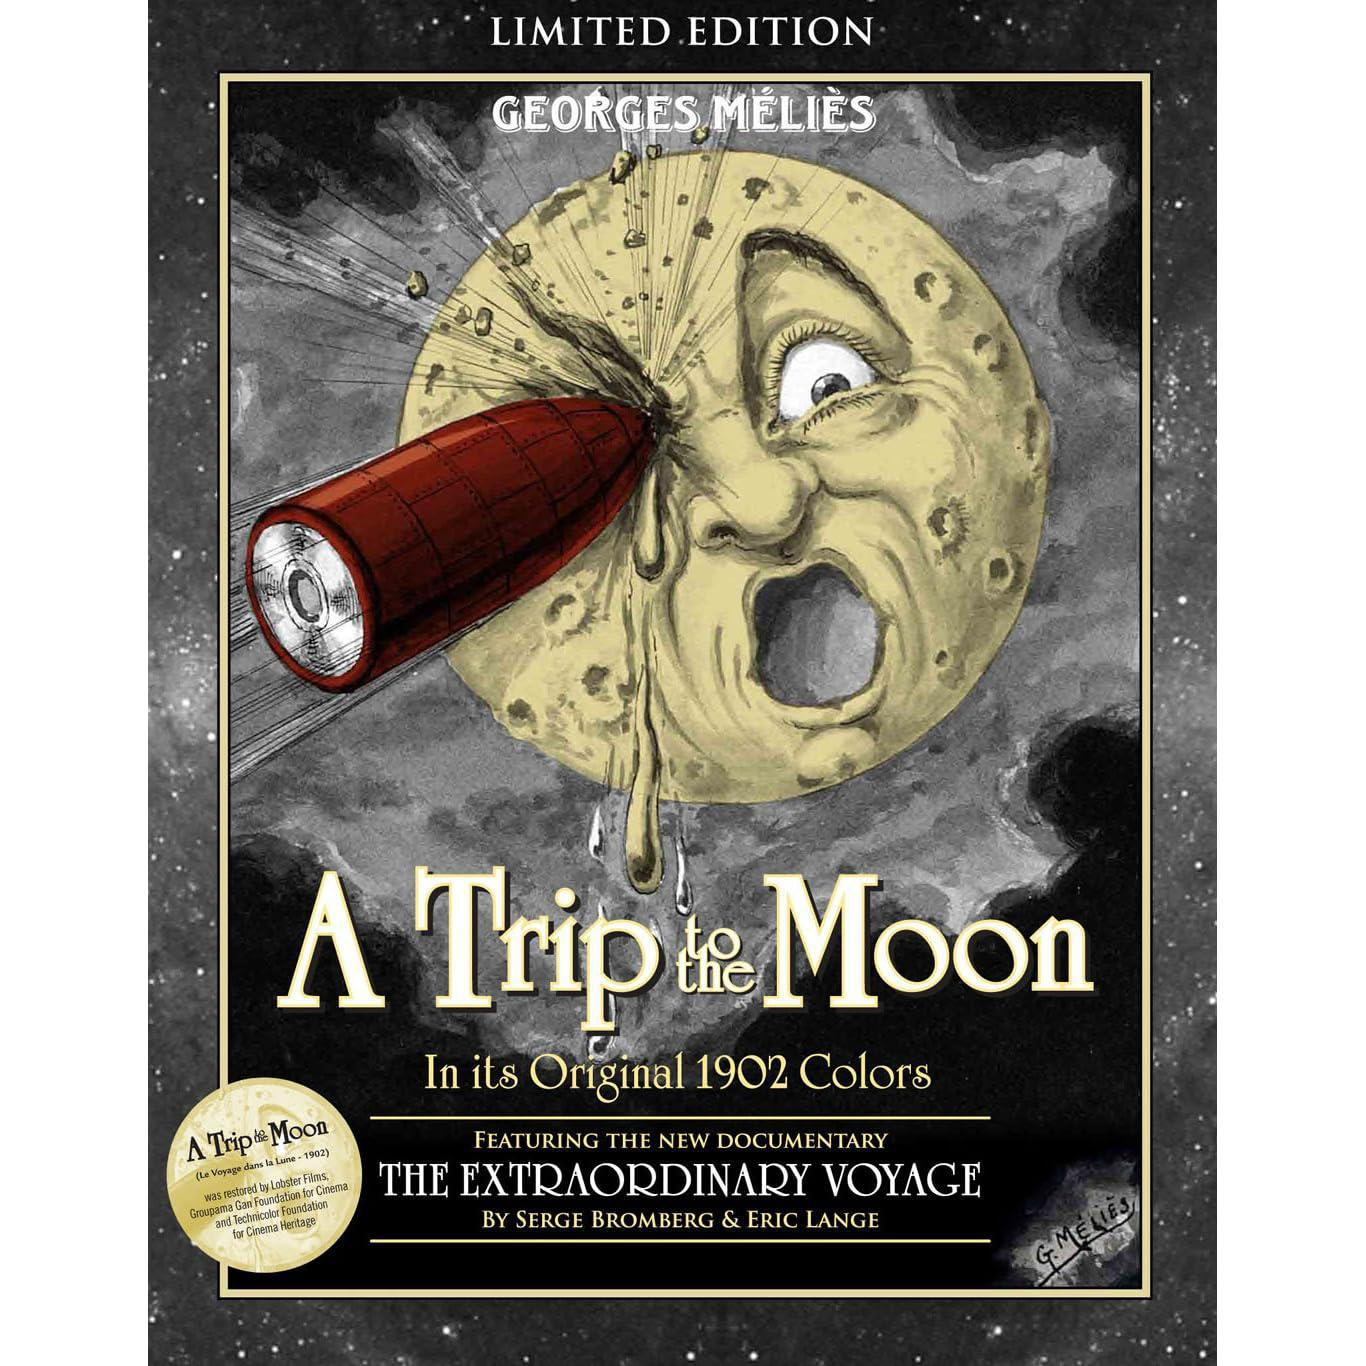 LIMITED EDITION
GEORGES MÉLIÈS
A Trip to the Moon
In its Original 1902 Colors
FEATURING THE NEW DOCUMENTARY
THE EXTRAORDINARY VOYAGE
BY SERGE BROMBERG & ERIC LANGE
A Trip to the Moon
(Le Voyage dans la Lune - 1902)
was restored by Lobster Films,
Groupama Gan Foundation for Cinema
and Technicolor Foundation
for Cinema Heritage
G. MÉLIÈS